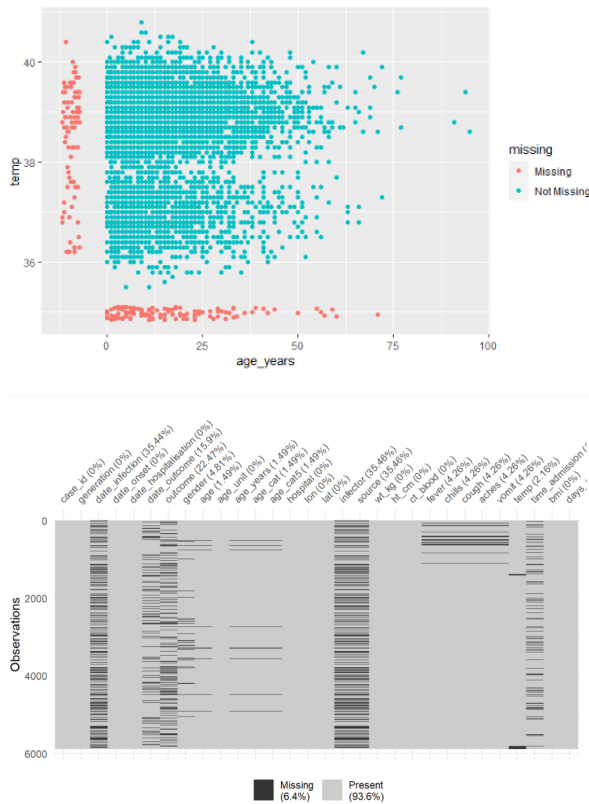 40
38
36
temp
0
25
50
75
100
age_years
missing
Missing
Not Missing
case_id (0%)
generation (0%)
date_infection (35.44%)
date_onset (0%)
date_hospitalisation (0%)
date_outcome (15.9%)
outcome (22.47%)
gender (4.81%)
age (1.49%)
age_unit (0%)
age_years (1.49%)
age_cat (1.49%)
age_cat5 (1.49%)
hospital (0%)
lon (0%)
lat (0%)
infector (35.46%)
source (35.46%)
wt_kg (0%)
ht_cm (0%)
ct_blood (0%)
fever (4.26%)
chills (4.26%)
cough (4.26%)
aches (4.26%)
vomit (4.26%)
temp (2.16%)
time_admission (
bmi (0%)
days_
0
2000
4000
6000
Observations
Missing
(6.4%)
Present
(93.6%)